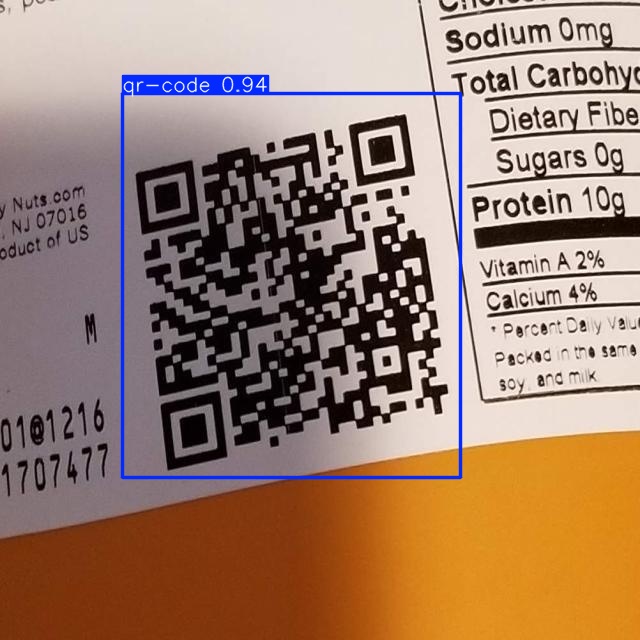 qr-code 0.94
y Nuts.com
, NJ 07016
oduct of US
M
01@1216
1707477
Sodium 0mg
Total Carbohyd
Dietary Fibe
Sugars 0g
Protein 10g
Vitamin A 2%
Calcium 4%
* Percent Daily Value
Packed in the same
soy, and milk